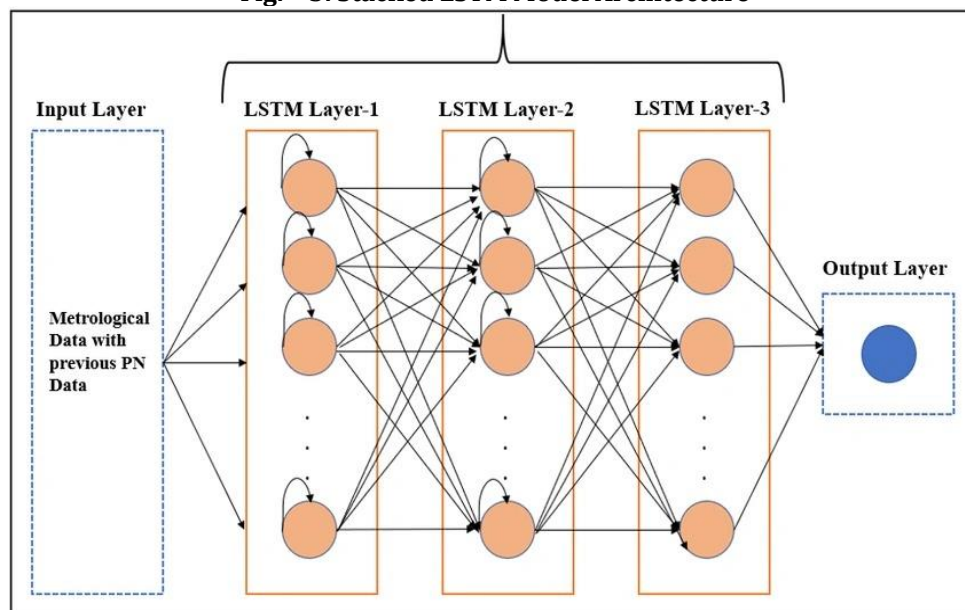 Input Layer
LSTM Layer-1
LSTM Layer-2
LSTM Layer-3
Output Layer
Metrological
Data with
previous PN
Data